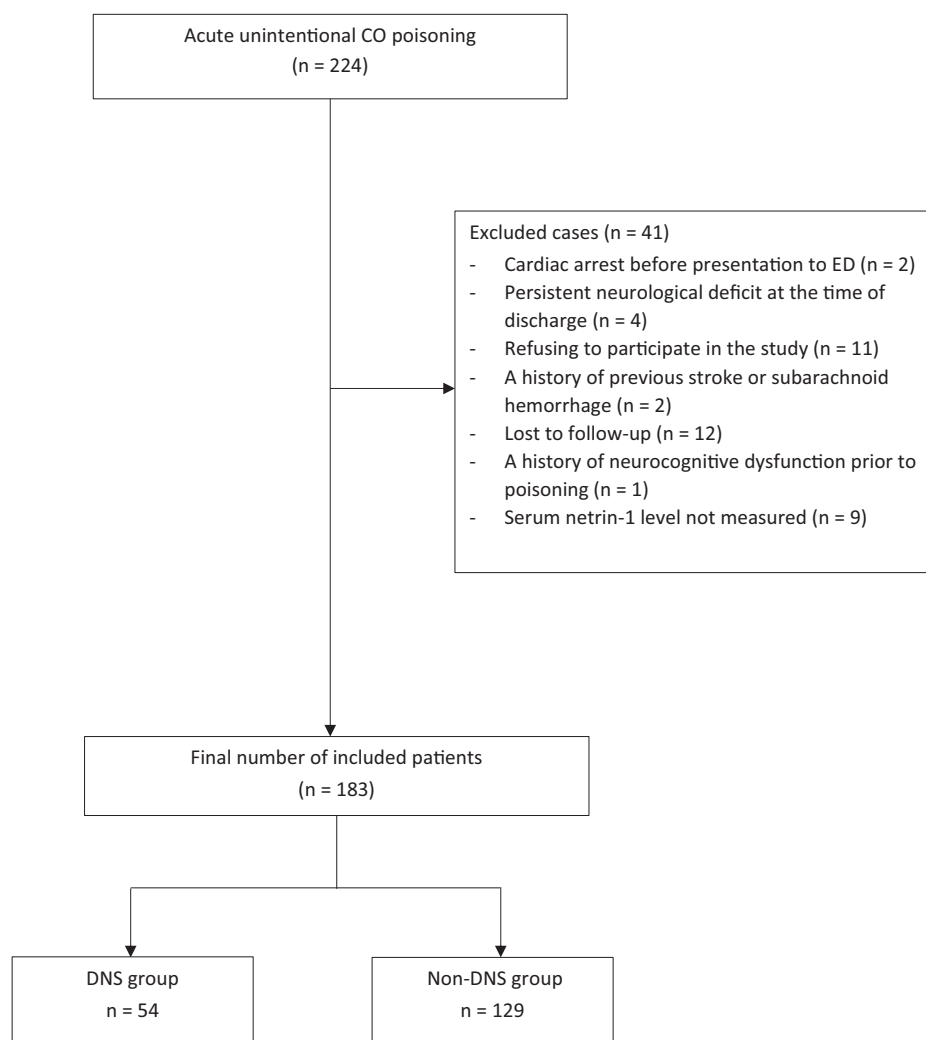 Acute unintentional CO poisoning
(n = 224)
Excluded cases (n = 41)
- Cardiac arrest before presentation to ED (n = 2)
- Persistent neurological deficit at the time of
discharge (n = 4)
- Refusing to participate in the study (n = 11)
- A history of previous stroke or subarachnoid
hemorrhage (n = 2)
- Lost to follow-up (n = 12)
- A history of neurocognitive dysfunction prior to
poisoning (n = 1)
- Serum netrin-1 level not measured (n = 9)
Final number of included patients
(n = 183)
DNS group
n = 54
Non-DNS group
n = 129